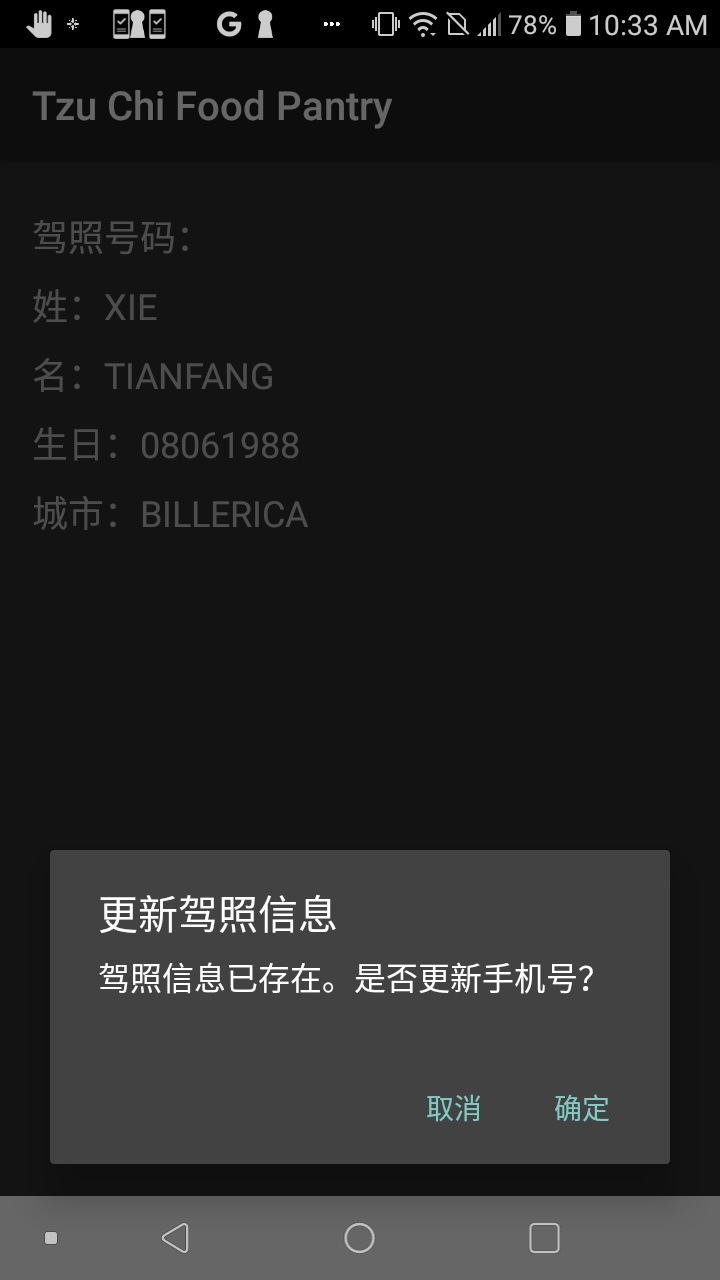 78% 10:33 AM
Tzu Chi Food Pantry
驾照号码：
姓：XIE
名：TIANFANG
生日：08061988
城市：BILLERICA
更新驾照信息
驾照信息已存在。是否更新手机号？
取消 确定